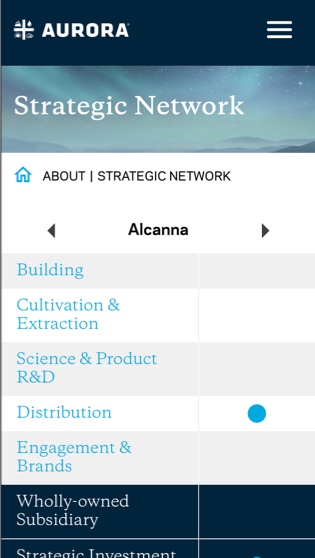 AURORA
Strategic Network
ABOUT | STRATEGIC NETWORK
Alcanna
Building
Cultivation &
Extraction
Science & Product
R&D
Distribution
Engagement &
Brands
Wholly-owned
Subsidiary
Strategic Investment